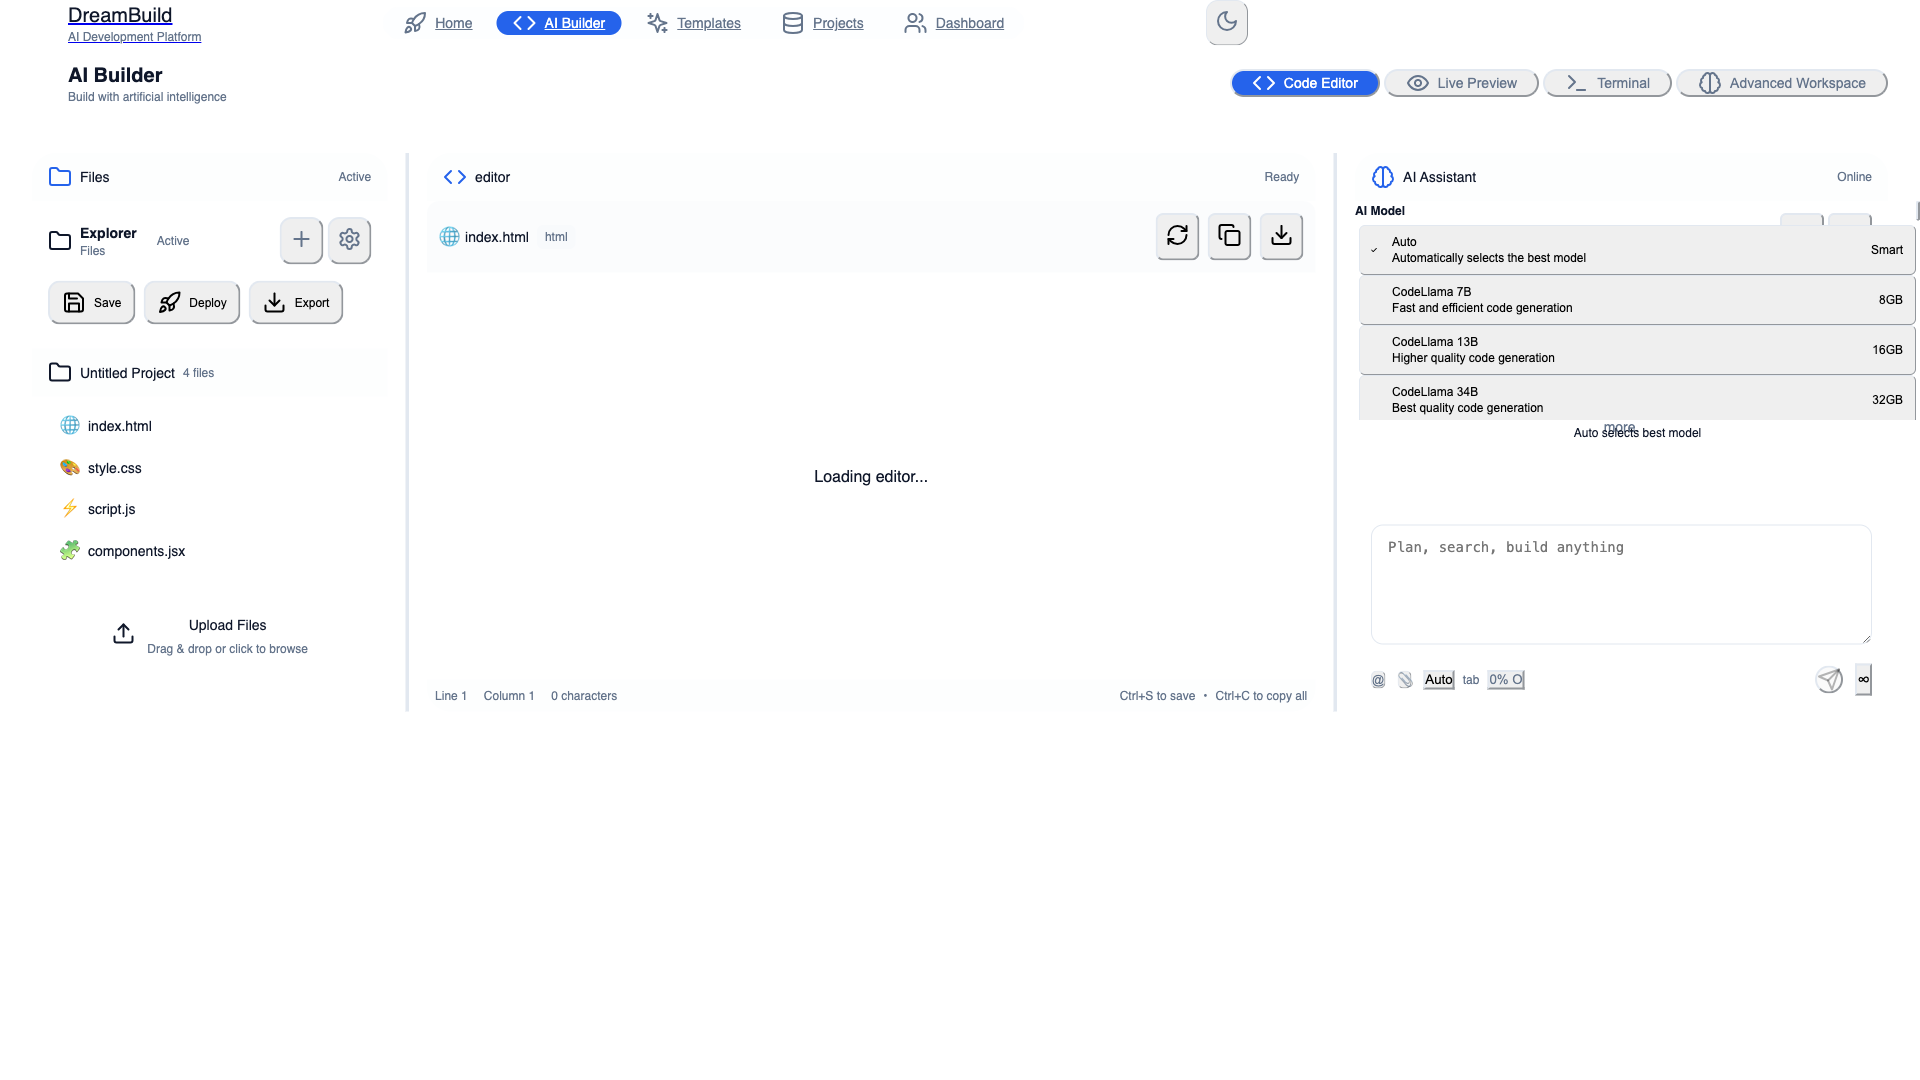 DreamBuild
AI Development Platform
Home
AI Builder
Templates
Projects
Dashboard
AI Builder
Build with artificial intelligence
Code Editor
Live Preview
Terminal
Advanced Workspace
Files
Active
Explorer
Files
Active
Save
Deploy
Export
Untitled Project 4 files
index.html
style.css
script.js
components.jsx
Upload Files
Drag & drop or click to browse
editor
Ready
index.html html
Loading editor...
Line 1 Column 1 0 characters
Ctrl+S to save • Ctrl+C to copy all
AI Assistant
Online
AI Model
Auto
Automatically selects the best model
Smart
CodeLlama 7B
Fast and efficient code generation
8GB
CodeLlama 13B
Higher quality code generation
16GB
CodeLlama 34B
Best quality code generation
32GB
more
Auto selects best model
Plan, search, build anything
@ Auto tab 0% O
∞